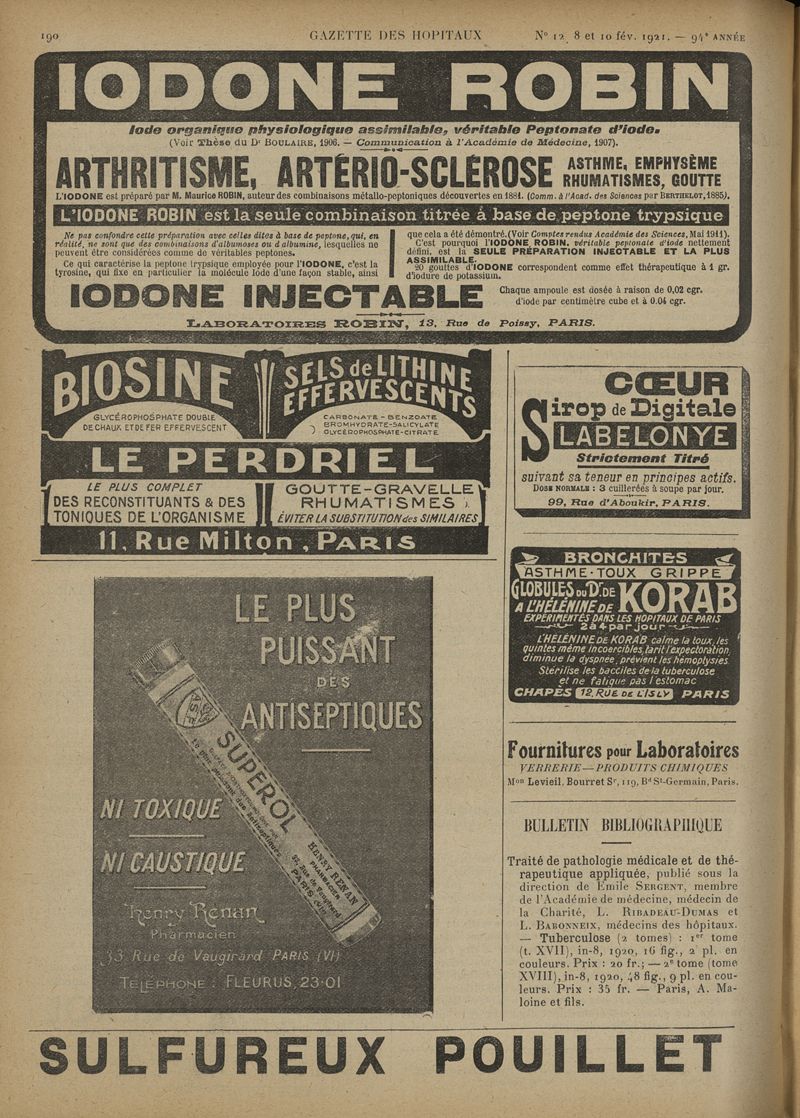 190
GAZETTE DES HOPITAUX
N° 12. 8 et 10 fév. 1921. — 94e ANNÉE
IODONE ROBIN
Iode organique physiologique assimilable, véritable Peptonate d'iode.
(Voir Thèse du Dr BOULAIRE, 1906. — Communication à l'Académie de Médecine, 1907).
ARTHRITISME, ARTÉRIO-SCLÉROSE
ASTHME, EMPHYSÈME
RHUMATISMES, GOUTTE
L'IODONE est préparé par M. Maurice ROBIN, auteur des combinaisons métallo-peptoniques découvertes en 1881. (Comm. à l'Acad. des Sciences par BERTHELOT, 1885).
L'IODONE ROBIN est la seule combinaison titrée à base de peptone trypsique
Ne pas confondre cette préparation avec celles dites à base de peptone, qui, en
réalité, ne sont que des combinaisons d'albumoses ou d'albumine, lesquelles ne
peuvent être considérées comme de véritables peptones.
Ce qui caractérise la peptone trypsique employée pour l'IODONE, c'est la
tyrosine, qui fixe en particulier la molécule Iode d'une façon stable, ainsi
que cela a été démontré. (Voir Comptes rendus Académie des Sciences, Mai 1911).
C'est pourquoi l'IODONE ROBIN, véritable peptonate d'iode nettement
défini, est la SEULE PRÉPARATION INJECTABLE ET LA PLUS
ASSIMILABLE.
20 gouttes d'IODONE correspondent comme effet thérapeutique à 1 gr.
d'iodure de potassium.
IODONE INJECTABLE
Chaque ampoule est dosée à raison de 0,02 cgr.
d'iode par centimètre cube et à 0.04 cgr.
LABORATOIRES ROBIN, 13, Rue de Poissy, PARIS.
BIOSINE
GLYCÉROPHOSPHATE DOUBLE
DE CHAUX ET DE FER EFFERVESCENT
SELS de LITHINE
EFFERVESCENTS
CARBONATE - BENZOATE
BROMHYDRATE-SALICYLATE
GLYCÉROPHOSPHATE-CITRATE
LE PERDRIEL
LE PLUS COMPLET
DES RECONSTITUANTS & DES
TONIQUES DE L'ORGANISME
GOUTTE-GRAVELLE
RHUMATISMES
ÉVITER LA SUBSTITUTION des SIMILAIRES
11, Rue Milton, PARIS
CŒUR
Sirop de Digitale
LABELONYE
Strictement Titré
suivant sa teneur en principes actifs.
DOSE NORMALE : 3 cuillerées à soupe par jour.
99, Rue d'Aboukir, PARIS.
BRONCHITES
ASTHME-TOUX GRIPPE
GLOBULES DU Dr DE KORAB
A L'HÉLÉNINE DE
EXPÉRIMENTÉS DANS LES HOPITAUX DE PARIS
2 à 4 par jour
L'HÉLÉNINE DE KORAB calme la toux, les
quintes même incoercibles, tarit l'expectoration,
diminue la dyspnée, prévient les hémoptysies.
Stérilise les bacilles de la tuberculose
et ne fatigue pas l'estomac
CHAPÈS 12, RUE DE L'ISLY PARIS
LE PLUS
PUISSANT
DES
ANTISEPTIQUES
SUPEROL
le plus puissant des antiseptiques
HENRY RENAN
PHARMACIEN
33, Rue de Vaugirard
PARIS (VI)
NI TOXIQUE
NI CAUSTIQUE
Henry Renan
Pharmacien
33 Rue de Vaugirard PARIS (VI)
TELEPHONE : FLEURUS, 23-01
Fournitures pour Laboratoires
VERRERIE—PRODUITS CHIMIQUES
Mon Levieil, Bourret Sr, 119, Bd St-Germain, Paris.
BULLETIN BIBLIOGRAPHIQUE
Traité de pathologie médicale et de thé-
rapeutique appliquée, publié sous la
direction de Emile SERGENT, membre
de l'Académie de médecine, médecin de
la Charité, L. RIBADEAU-DUMAS et
L. BABONNEIX, médecins des hôpitaux.
— Tuberculose (2 tomes) : 1er tome
(t. XVII), in-8, 1920, 16 fig., 2 pl. en
couleurs. Prix : 20 fr.; — 2e tome (tome
XVIII), in-8, 1920, 48 fig., 9 pl. en cou-
leurs. Prix : 35 fr. — Paris, A. Ma-
loine et fils.
SULFUREUX POUILLET